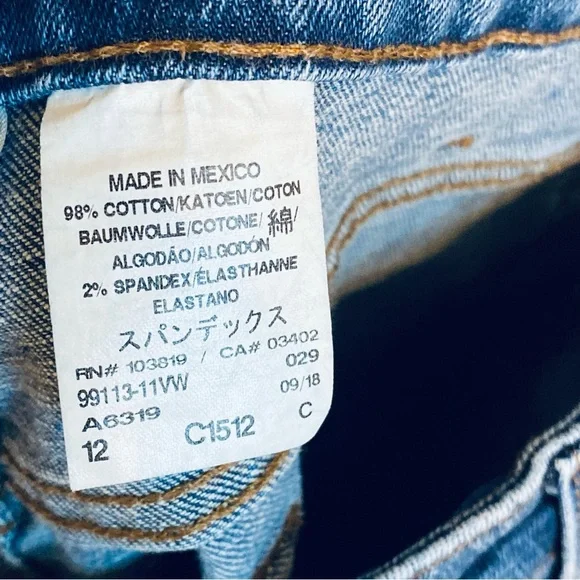 MADE IN MEXICO
98% COTTON/KATOEN/COTON
BAUMWOLLE/COTONE/綿/
ALGODÃO/ALGODÓN
2% SPANDEX/ÉLASTHANNE
ELASTANO
スパンデックス
RN# 103819 / CA# 03402
99113-11VW 029
A6319 09/18
12 C1512 C